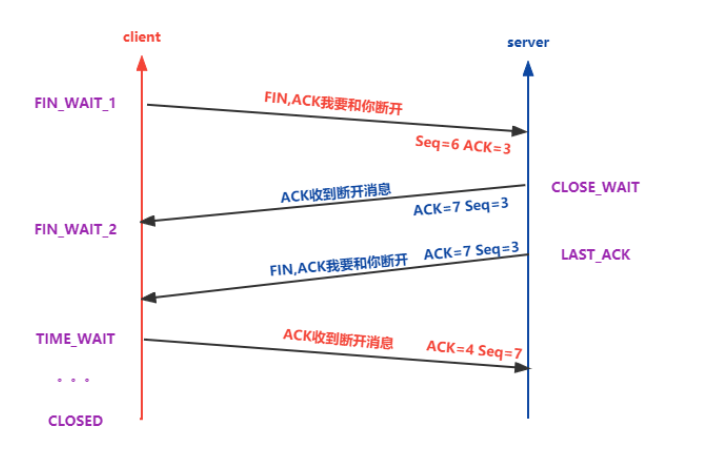 client
server
FIN_WAIT_1
FIN,ACK我要和你断开
Seq=6 ACK=3
ACK收到断开消息
CLOSE_WAIT
ACK=7 Seq=3
FIN_WAIT_2
FIN,ACK我要和你断开
ACK=7 Seq=3
LAST_ACK
TIME_WAIT
ACK收到断开消息
ACK=4 Seq=7
。。。
CLOSED